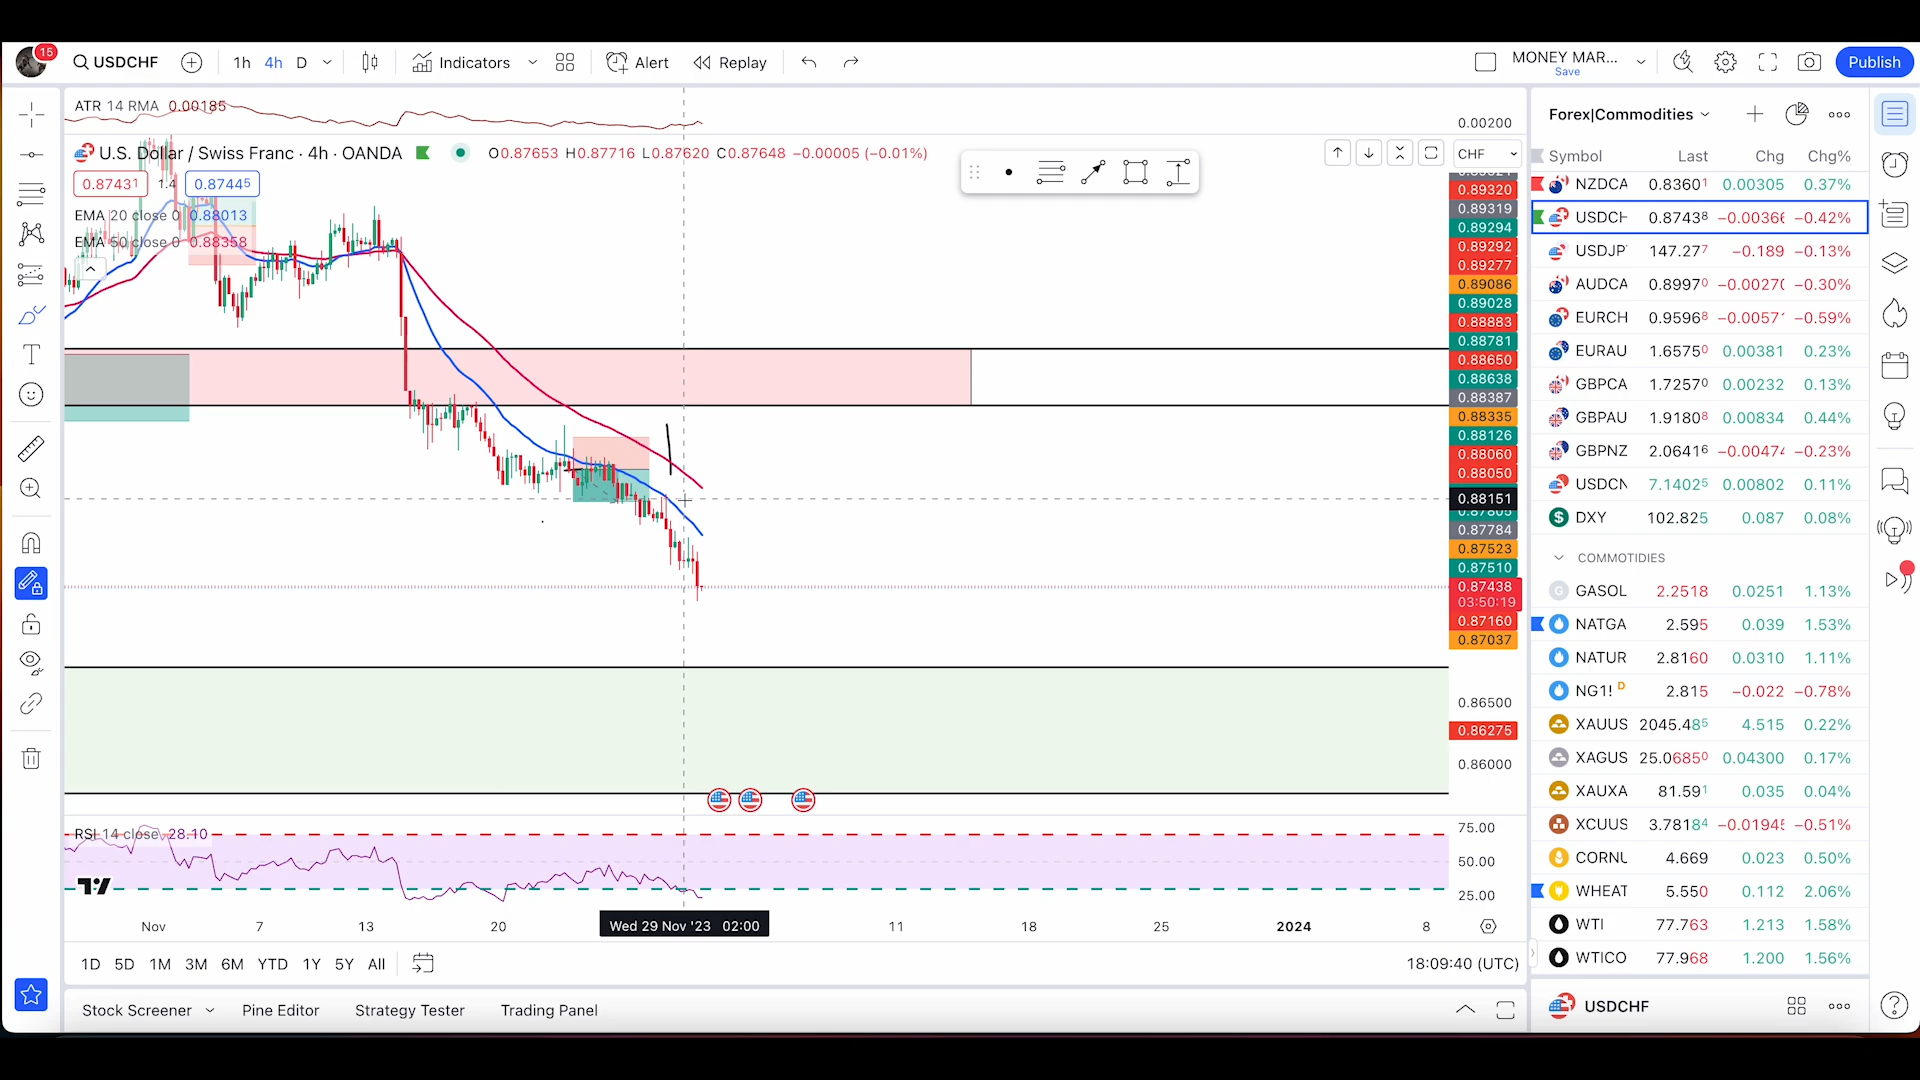 15
USDCHF
1h 4h D
Indicators
Alert
Replay
MONEY MAR...
Save
Publish
ATR 14 RMA 0.00185
U.S. Dollar / Swiss Franc · 4h · OANDA
O0.87653 H0.87716 L0.87620 C0.87648 −0.00005 (−0.01%)
0.87431 1.4 0.87445
EMA 20 close 0 0.88013
EMA 50 close 0 0.88358
0.00200
CHF
0.89320
0.89319
0.89294
0.89292
0.89277
0.89086
0.89028
0.88883
0.88781
0.88650
0.88638
0.88387
0.88335
0.88126
0.88060
0.88050
0.88151
0.87784
0.87523
0.87510
0.87438
03:50:19
0.87160
0.87037
0.86500
0.86275
0.86000
RSI 14 close 28.10
75.00
50.00
25.00
Nov 7 13 20 Wed 29 Nov '23 02:00 11 18 25 2024 8
1D 5D 1M 3M 6M YTD 1Y 5Y All
18:09:40 (UTC)
Stock Screener Pine Editor Strategy Tester Trading Panel
Forex|Commodities
Symbol Last Chg Chg%
NZDCA 0.83601 0.00305 0.37%
USDCH 0.87438 −0.00366 −0.42%
USDJP 147.277 −0.189 −0.13%
AUDCA 0.89970 −0.00270 −0.30%
EURCH 0.95968 −0.00571 −0.59%
EURAU 1.65750 0.00381 0.23%
GBPCA 1.72570 0.00232 0.13%
GBPAU 1.91808 0.00834 0.44%
GBPNZ 2.06416 −0.00474 −0.23%
USDCN 7.14025 0.00802 0.11%
DXY 102.825 0.087 0.08%
COMMOTIDIES
GASOL 2.2518 0.0251 1.13%
NATGA 2.595 0.039 1.53%
NATUR 2.8160 0.0310 1.11%
NG1! D 2.815 −0.022 −0.78%
XAUUS 2045.485 4.515 0.22%
XAGUS 25.06850 0.04300 0.17%
XAUXA 81.591 0.035 0.04%
XCUUS 3.78184 −0.01945 −0.51%
CORNU 4.669 0.023 0.50%
WHEAT 5.550 0.112 2.06%
WTI 77.763 1.213 1.58%
WTICO 77.968 1.200 1.56%
USDCHF